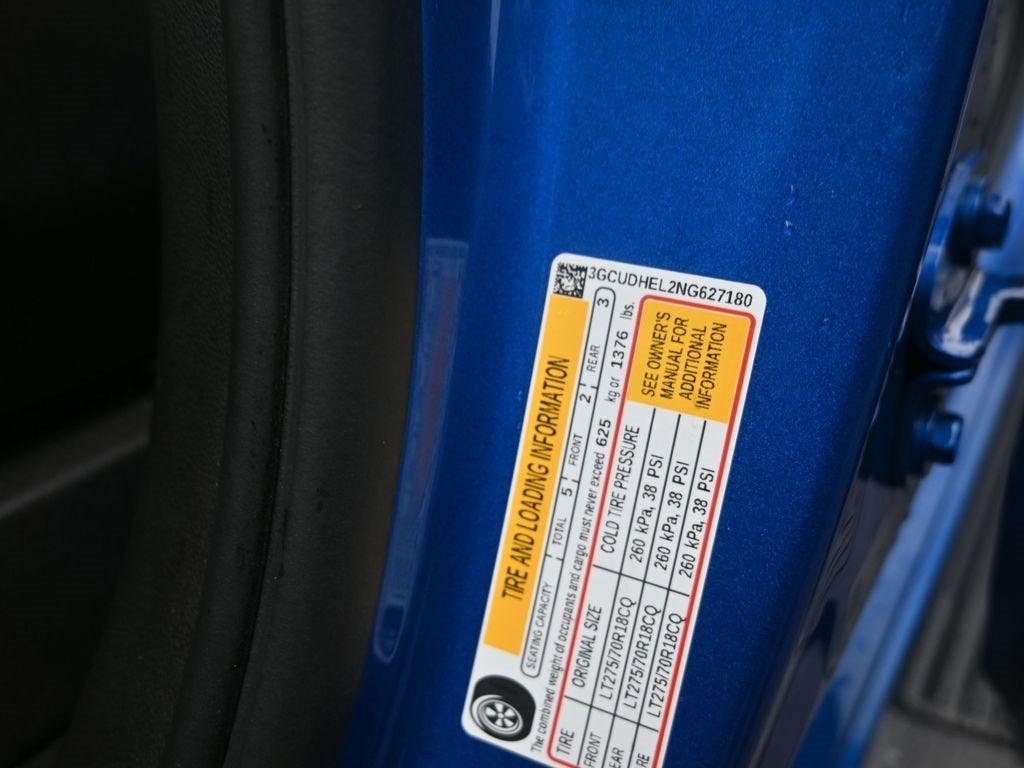 3GCUDHEL2NG627180
TIRE AND LOADING INFORMATION
SEATING CAPACITY TOTAL 5 FRONT 2 REAR 3
The combined weight of occupants and cargo must never exceed 625 kg or 1376 lbs.
TIRE ORIGINAL SIZE COLD TIRE PRESSURE
FRONT LT275/70R18CQ 260 kPa, 38 PSI
EAR LT275/70R18CQ 260 kPa, 38 PSI
RE LT275/70R18CQ 260 kPa, 38 PSI
SEE OWNER'S
MANUAL FOR
ADDITIONAL
INFORMATION